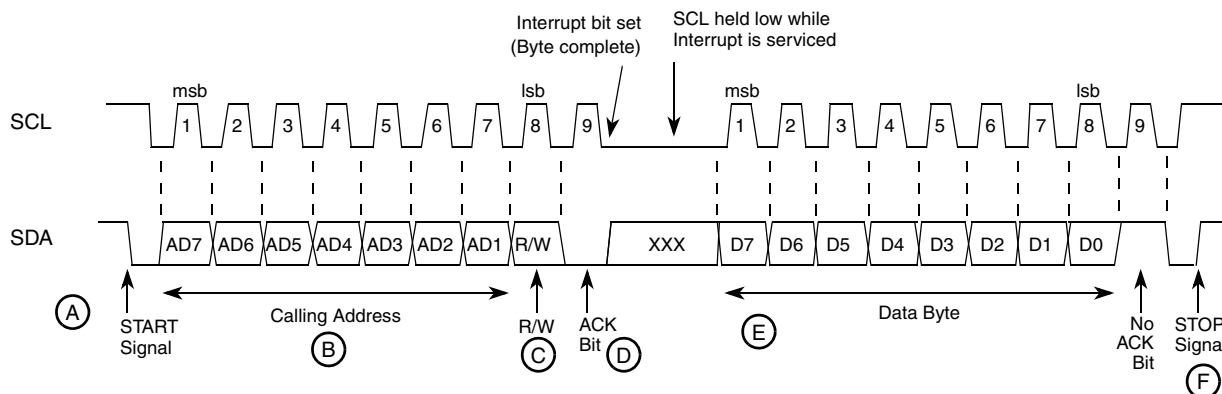 Interrupt bit set
(Byte complete)
SCL held low while
Interrupt is serviced
msb
lsb
msb
lsb
SCL
1 2 3 4 5 6 7 8 9
1 2 3 4 5 6 7 8 9
SDA
AD7 AD6 AD5 AD4 AD3 AD2 AD1 R/W
XXX
D7 D6 D5 D4 D3 D2 D1 D0
A
START
Signal
Calling Address
B
R/W
C
ACK
Bit
D
E
Data Byte
No
ACK
Bit
STOP
Signal
F